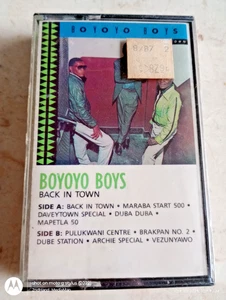 BOYOYO BOYS
BOYOYO BOYS
BACK IN TOWN
SIDE A: BACK IN TOWN • MARABA START 500 •
DAVEYTOWN SPECIAL • DUBA DUBA •
MAPETLA 50
SIDE B: PULUKWANI CENTRE • BRAKPAN NO. 2 •
DUBE STATION • ARCHIE SPECIAL • VEZUNYAWO